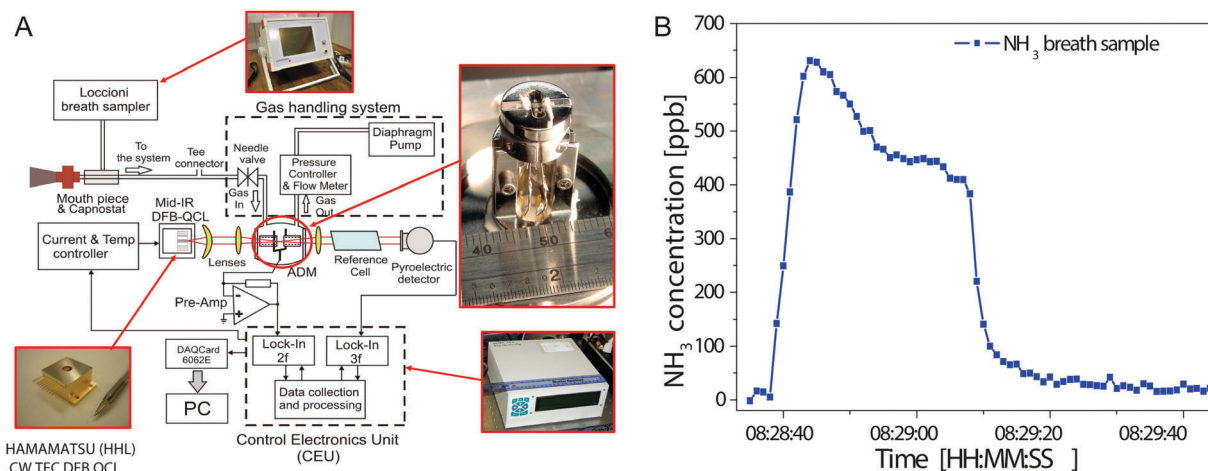 A
Loccioni
breath sampler
Gas handling system
Diaphragm
Pump
To
the system
Tee
connector
Needle
valve
Pressure
Controller
& Flow Meter
Mouth piece
& Capnostat
Gas
In
Gas
Out
Mid-IR
DFB-QCL
Current & Temp
controller
Lenses
ADM
Reference
Cell
Pyroelectric
detector
Pre-Amp
-
+
DAQCard
6062E
Lock-In
2f
Lock-In
3f
PC
Data collection
and processing
Control Electronics Unit
(CEU)
HAMAMATSU (HHL)
CW TEC DFB QCL
40
50
6
2
B
NH3 breath sample
NH3 concentration [ppb]
700
600
500
400
300
200
100
0
08:28:40
08:29:00
08:29:20
08:29:40
Time [HH:MM:SS]